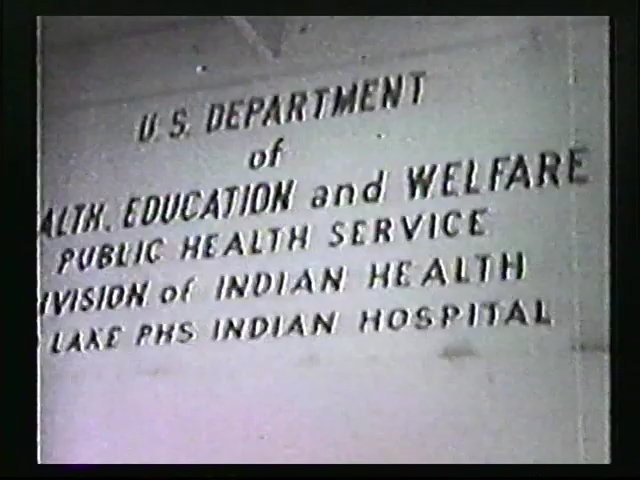 U.S. DEPARTMENT
of
ALTH, EDUCATION and WELFARE
PUBLIC HEALTH SERVICE
IVISION of INDIAN HEALTH
LAKE PHS INDIAN HOSPITAL